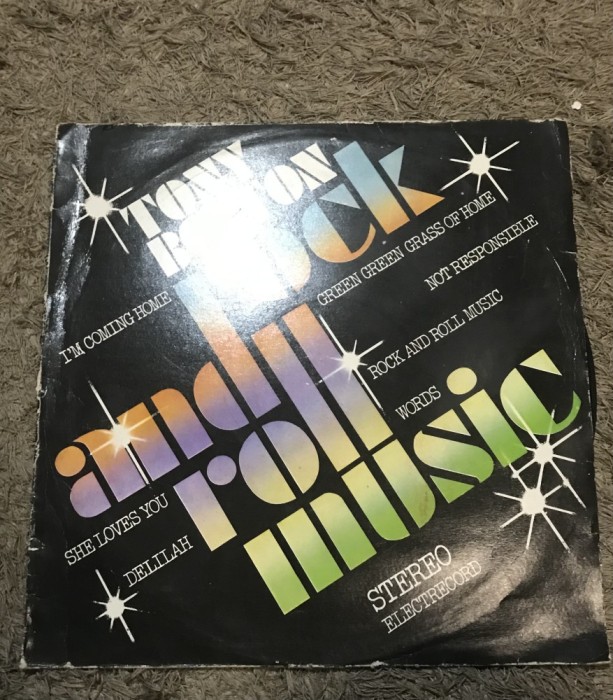 TONY
rock
GREEN GREEN GRASS OF HOME
I'M COMING HOME
NOT RESPONSIBLE
and
ROCK AND ROLL MUSIC
roll
WORDS
music
SHE LOVES YOU
DELILAH
STEREO
ELECTRECORD